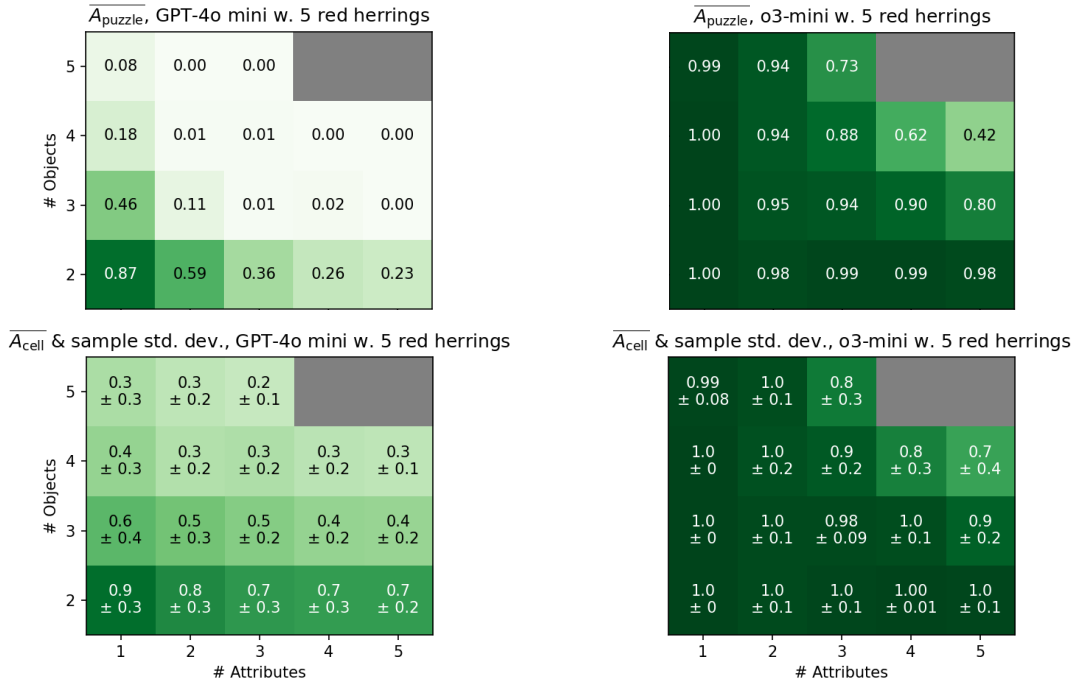 A_puzzle, GPT-4o mini w. 5 red herrings
# Objects
5 0.08 0.00 0.00
4 0.18 0.01 0.01 0.00 0.00
3 0.46 0.11 0.01 0.02 0.00
2 0.87 0.59 0.36 0.26 0.23
A_puzzle, o3-mini w. 5 red herrings
0.99 0.94 0.73
1.00 0.94 0.88 0.62 0.42
1.00 0.95 0.94 0.90 0.80
1.00 0.98 0.99 0.99 0.98
A_cell & sample std. dev., GPT-4o mini w. 5 red herrings
# Objects
5 0.3 0.3 0.2
± 0.3 ± 0.2 ± 0.1
4 0.4 0.3 0.3 0.3 0.3
± 0.3 ± 0.2 ± 0.2 ± 0.2 ± 0.1
3 0.6 0.5 0.5 0.4 0.4
± 0.4 ± 0.3 ± 0.2 ± 0.2 ± 0.2
2 0.9 0.8 0.7 0.7 0.7
± 0.3 ± 0.3 ± 0.3 ± 0.3 ± 0.2
1 2 3 4 5
# Attributes
A_cell & sample std. dev., o3-mini w. 5 red herrings
0.99 1.0 0.8
± 0.08 ± 0.1 ± 0.3
1.0 1.0 0.9 0.8 0.7
± 0 ± 0.2 ± 0.2 ± 0.3 ± 0.4
1.0 1.0 0.98 1.0 0.9
± 0 ± 0.1 ± 0.09 ± 0.1 ± 0.2
1.0 1.0 1.0 1.00 1.0
± 0 ± 0.1 ± 0.1 ± 0.01 ± 0.1
1 2 3 4 5
# Attributes